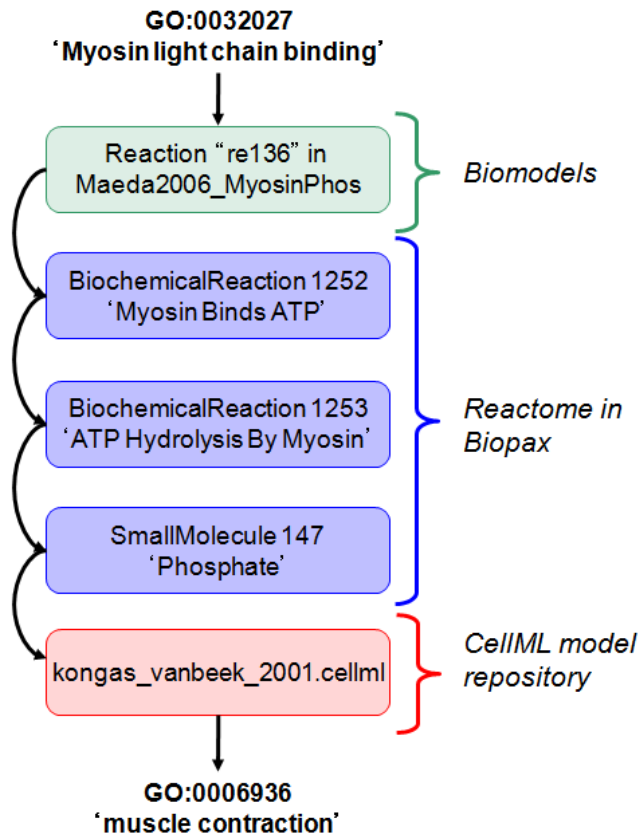 GO:0032027
‘Myosin light chain binding’
Reaction “re136” in
Maeda2006_MyosinPhos
Biomodels
BiochemicalReaction 1252
‘Myosin Binds ATP’
BiochemicalReaction 1253
‘ATP Hydrolysis By Myosin’
Reactome in
Biopax
SmallMolecule 147
‘Phosphate’
kongas_vanbeek_2001.cellml
CellML model
repository
GO:0006936
‘muscle contraction’